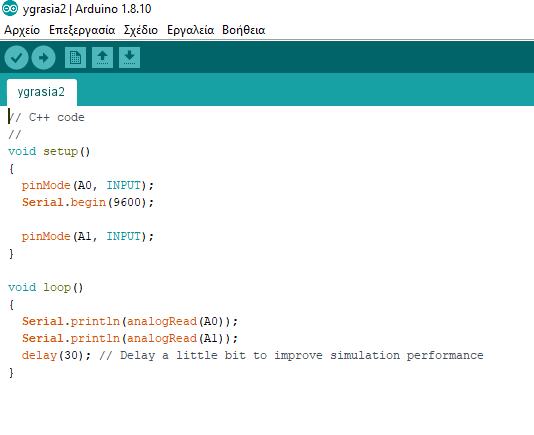 ygrasia2 | Arduino 1.8.10
Αρχείο Επεξεργασία Σχέδιο Εργαλεία Βοήθεια
ygrasia2
// C++ code
//
void setup()
{
  pinMode(A0, INPUT);
  Serial.begin(9600);

  pinMode(A1, INPUT);
}

void loop()
{
  Serial.println(analogRead(A0));
  Serial.println(analogRead(A1));
  delay(30); // Delay a little bit to improve simulation performance
}